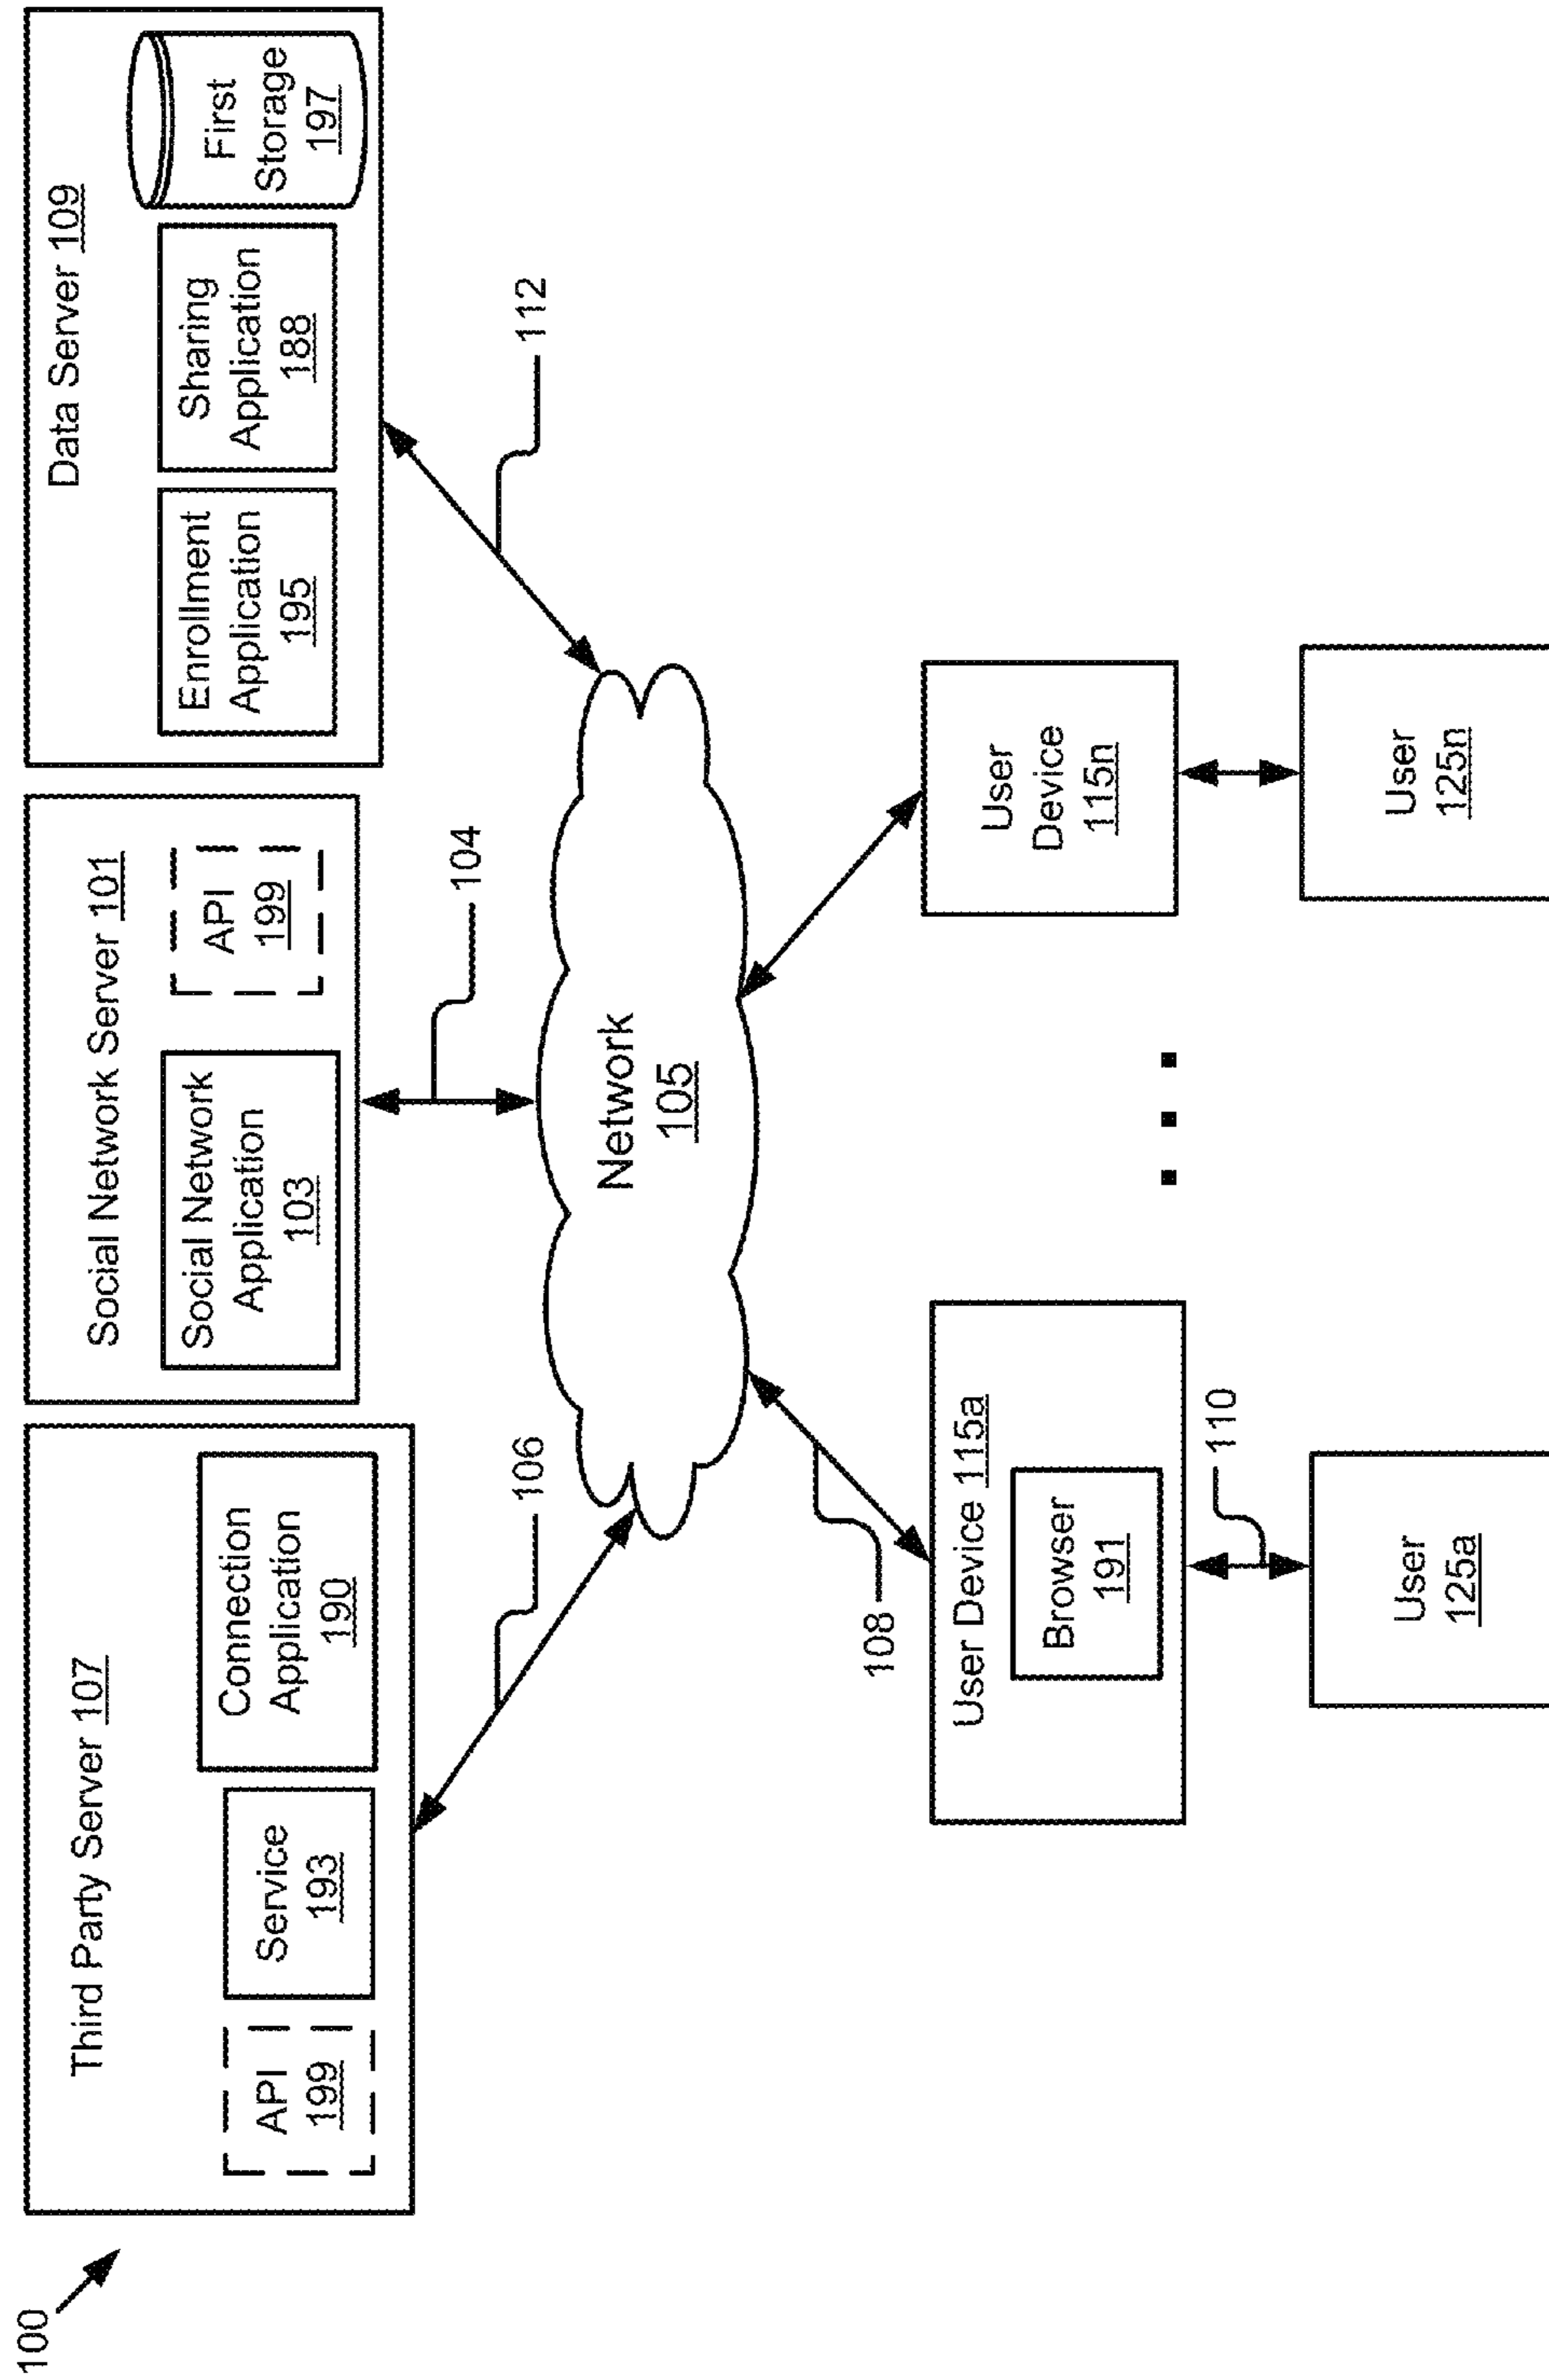 100
Third Party Server 107
API
199
Service
193
Connection
Application
190
Social Network Server 101
Social Network
Application
103
API
199
Data Server 109
Enrollment
Application
195
Sharing
Application
188
First
Storage
197
106
104
112
Network
105
108
User Device 115a
Browser
191
110
User
125a
User
Device
115n
User
125n